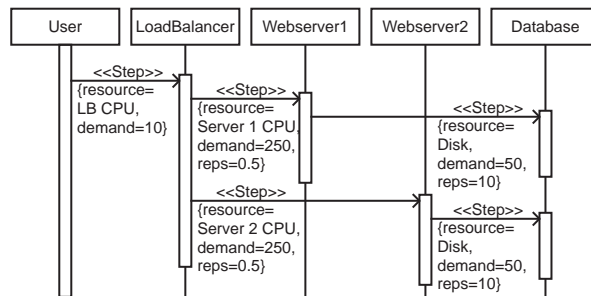 User
LoadBalancer
Webserver1
Webserver2
Database
<<Step>>
{resource=
LB CPU,
demand=10}
<<Step>>
{resource=
Server 1 CPU,
demand=250,
reps=0.5}
<<Step>>
{resource=
Disk,
demand=50,
reps=10}
<<Step>>
{resource=
Server 2 CPU,
demand=250,
reps=0.5}
<<Step>>
{resource=
Disk,
demand=50,
reps=10}